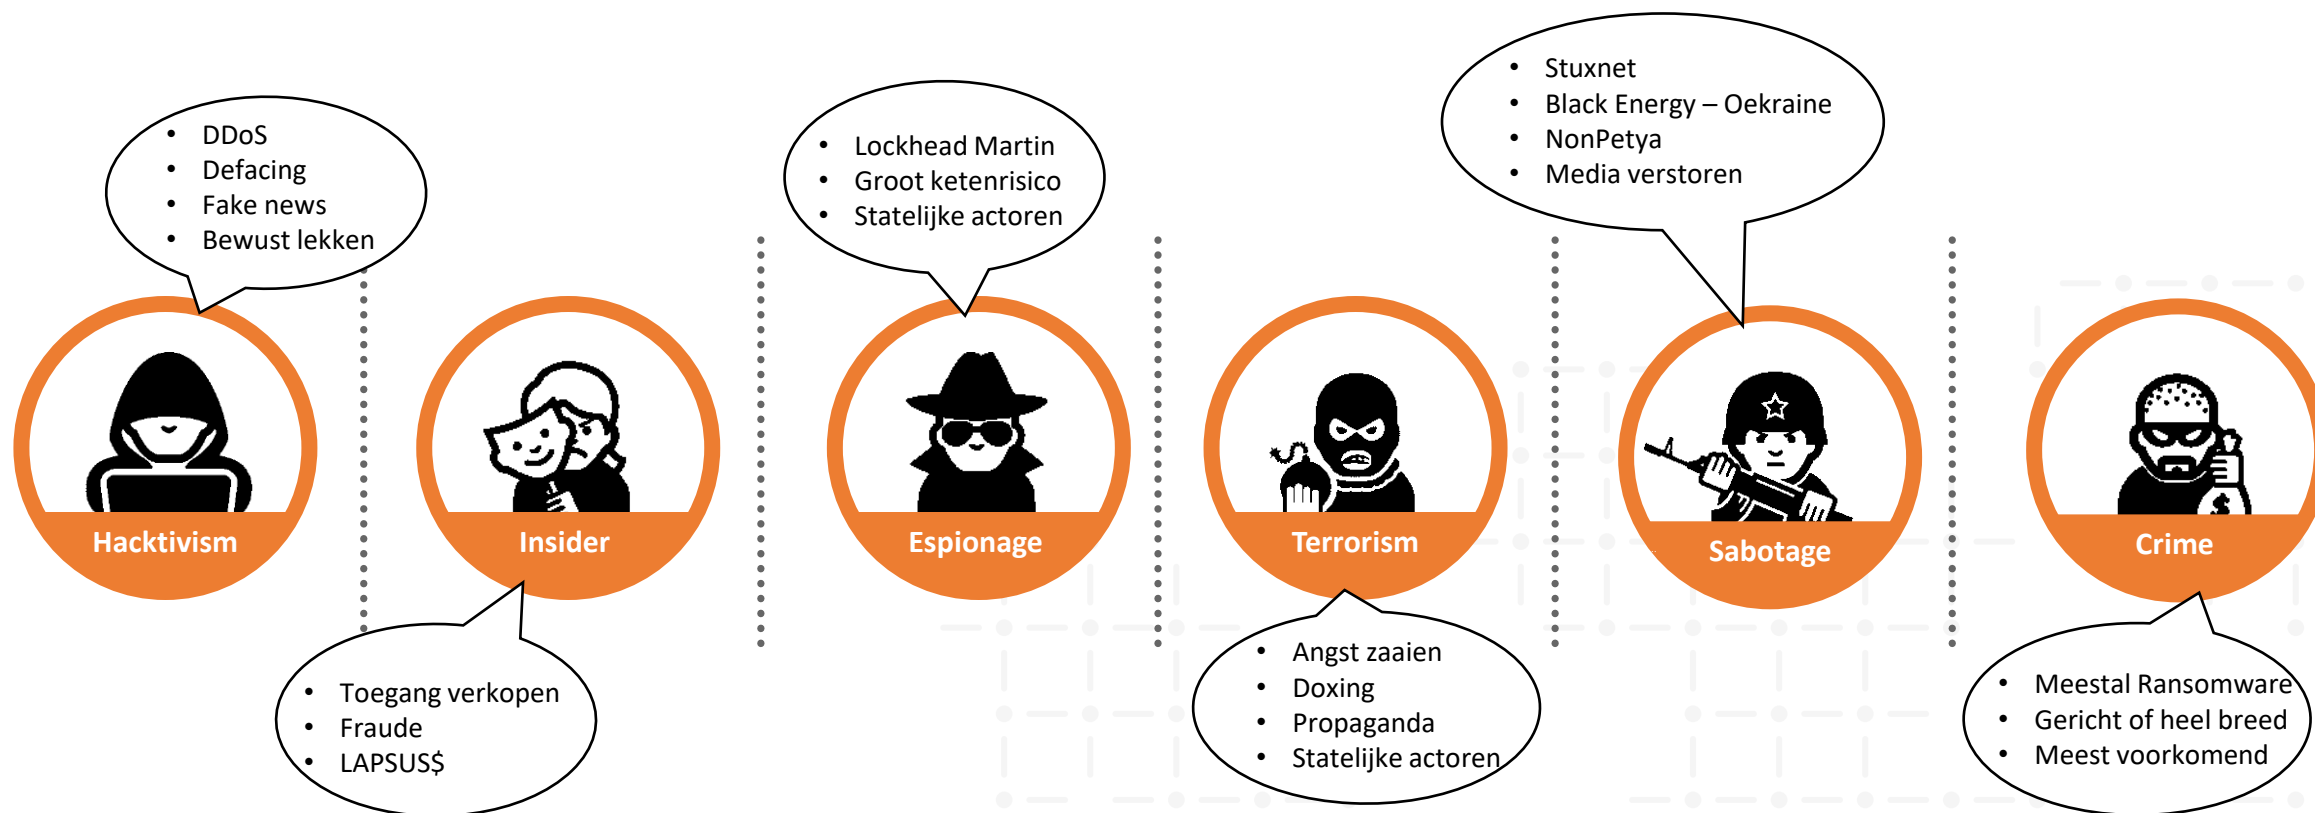 • DDoS
• Defacing
• Fake news
• Bewust lekken
Hacktivism
Insider
• Toegang verkopen
• Fraude
• LAPSUS$
• Lockhead Martin
• Groot ketenrisico
• Statelijke actoren
Espionage
Terrorism
• Angst zaaien
• Doxing
• Propaganda
• Statelijke actoren
• Stuxnet
• Black Energy – Oekraine
• NonPetya
• Media verstoren
Sabotage
Crime
• Meestal Ransomware
• Gericht of heel breed
• Meest voorkomend